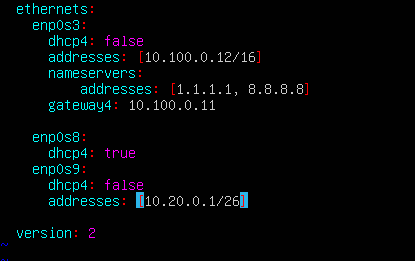 ethernets:
  enp0s3:
    dhcp4: false
    addresses: [10.100.0.12/16]
    nameservers:
        addresses: [1.1.1.1, 8.8.8.8]
    gateway4: 10.100.0.11

  enp0s8:
    dhcp4: true
  enp0s9:
    dhcp4: false
    addresses: [10.20.0.1/26]

version: 2
~
~